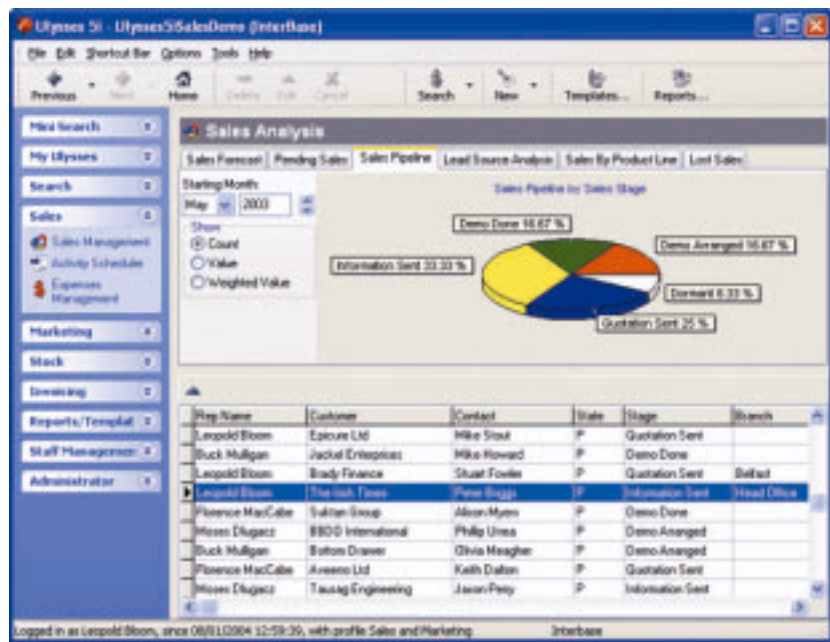 Ulysses 5i - Ulysses5iSalesDemo (InterBase)
File Edit Shortcut Bar Options Tools Help
Previous Next Home Delete Edit Cancel Search New Templates... Reports...
Mini Search
My Ulysses
Search
Sales
Sales Management
Activity Scheduler
Expenses
Management
Marketing
Stock
Invoicing
Reports/Templat
Staff Managemen
Administrator
Sales Analysis
Sales Forecast Pending Sales Sales Pipeline Lead Source Analysis Sales By Product Line Lost Sales
Starting Month:
May 2003
Show
Count
Value
Weighted Value
Sales Pipeline by Sales Stage
Demo Done 16.67 %
Demo Arranged 16.67 %
Information Sent 33.33 %
Dormant 8.33 %
Quotation Sent 25 %
Rep Name Customer Contact State Stage Branch
Leopold Bloom Epicure Ltd Mike Stout P Quotation Sent
Buck Mulligan Jackel Enterprises Mike Howard P Demo Done
Leopold Bloom Brady Finance Stuart Fowler P Quotation Sent Belfast
Leopold Bloom The Irish Times Peter Biggs P Information Sent Head Office
Florence MacCabe Group Alison Myers P Demo Done
Moses Dlugacz BBDO International Philip P Demo Arranged
Buck Mulligan Bottom Drawer Olivia Meagher P Demo Arranged
Florence MacCabe Aveeno Ltd Keith Dalton P Quotation Sent
Moses Dlugacz Tausag Engineering Jason Perry P Information Sent
Logged in as Leopold Bloom, since 08/01/2004 12:59:39, with profile Sales and Marketing Interbase